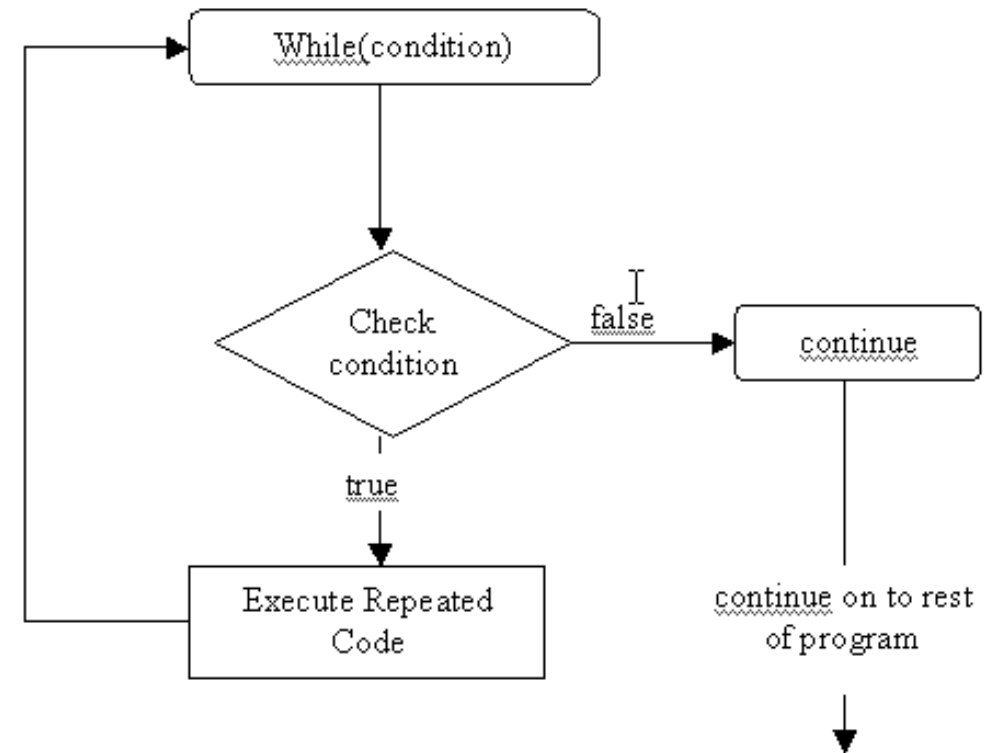 While(condition)
Check
condition
false
continue
true
Execute Repeated
Code
continue on to rest
of program